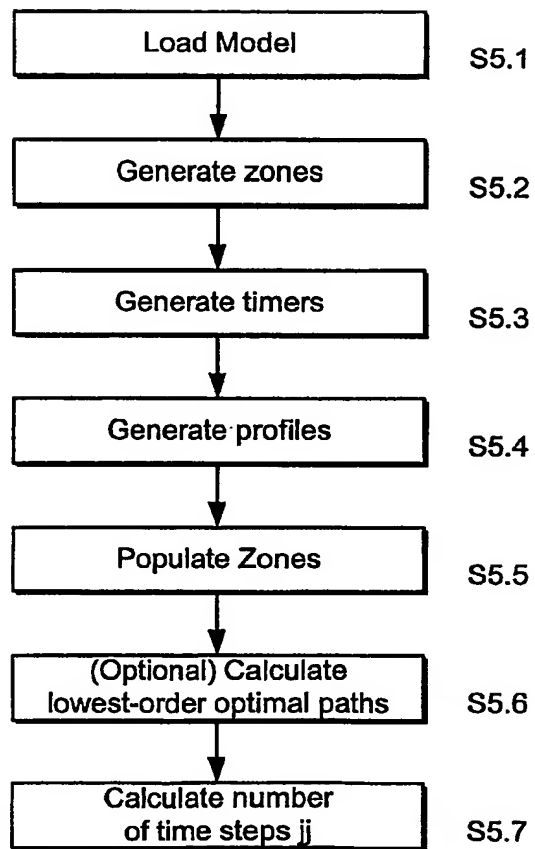 Load Model
S5.1
Generate zones
S5.2
Generate timers
S5.3
Generate profiles
S5.4
Populate Zones
S5.5
(Optional) Calculate
lowest-order optimal paths
S5.6
Calculate number
of time steps jj
S5.7